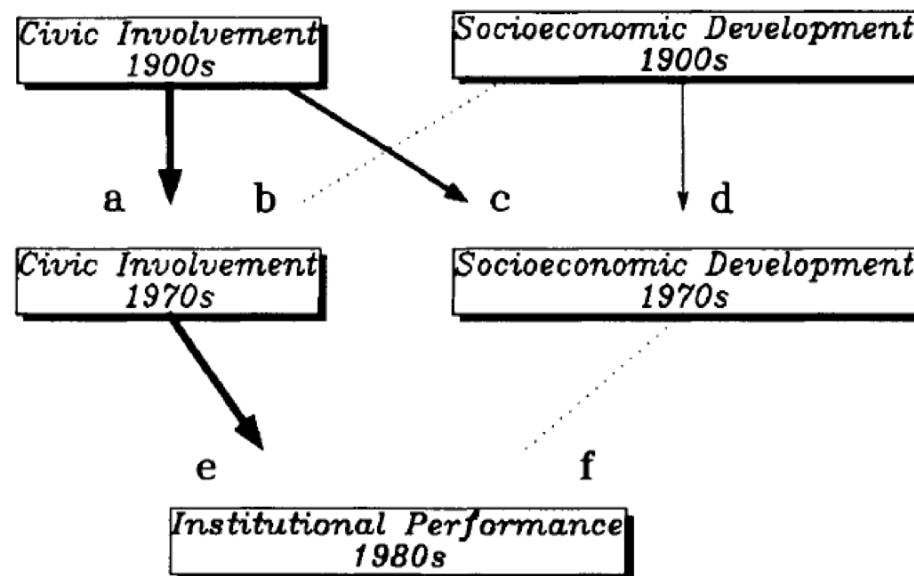 Civic Involvement
1900s
Socioeconomic Development
1900s
a
b
c
d
Civic Involvement
1970s
Socioeconomic Development
1970s
e
f
Institutional Performance
1980s